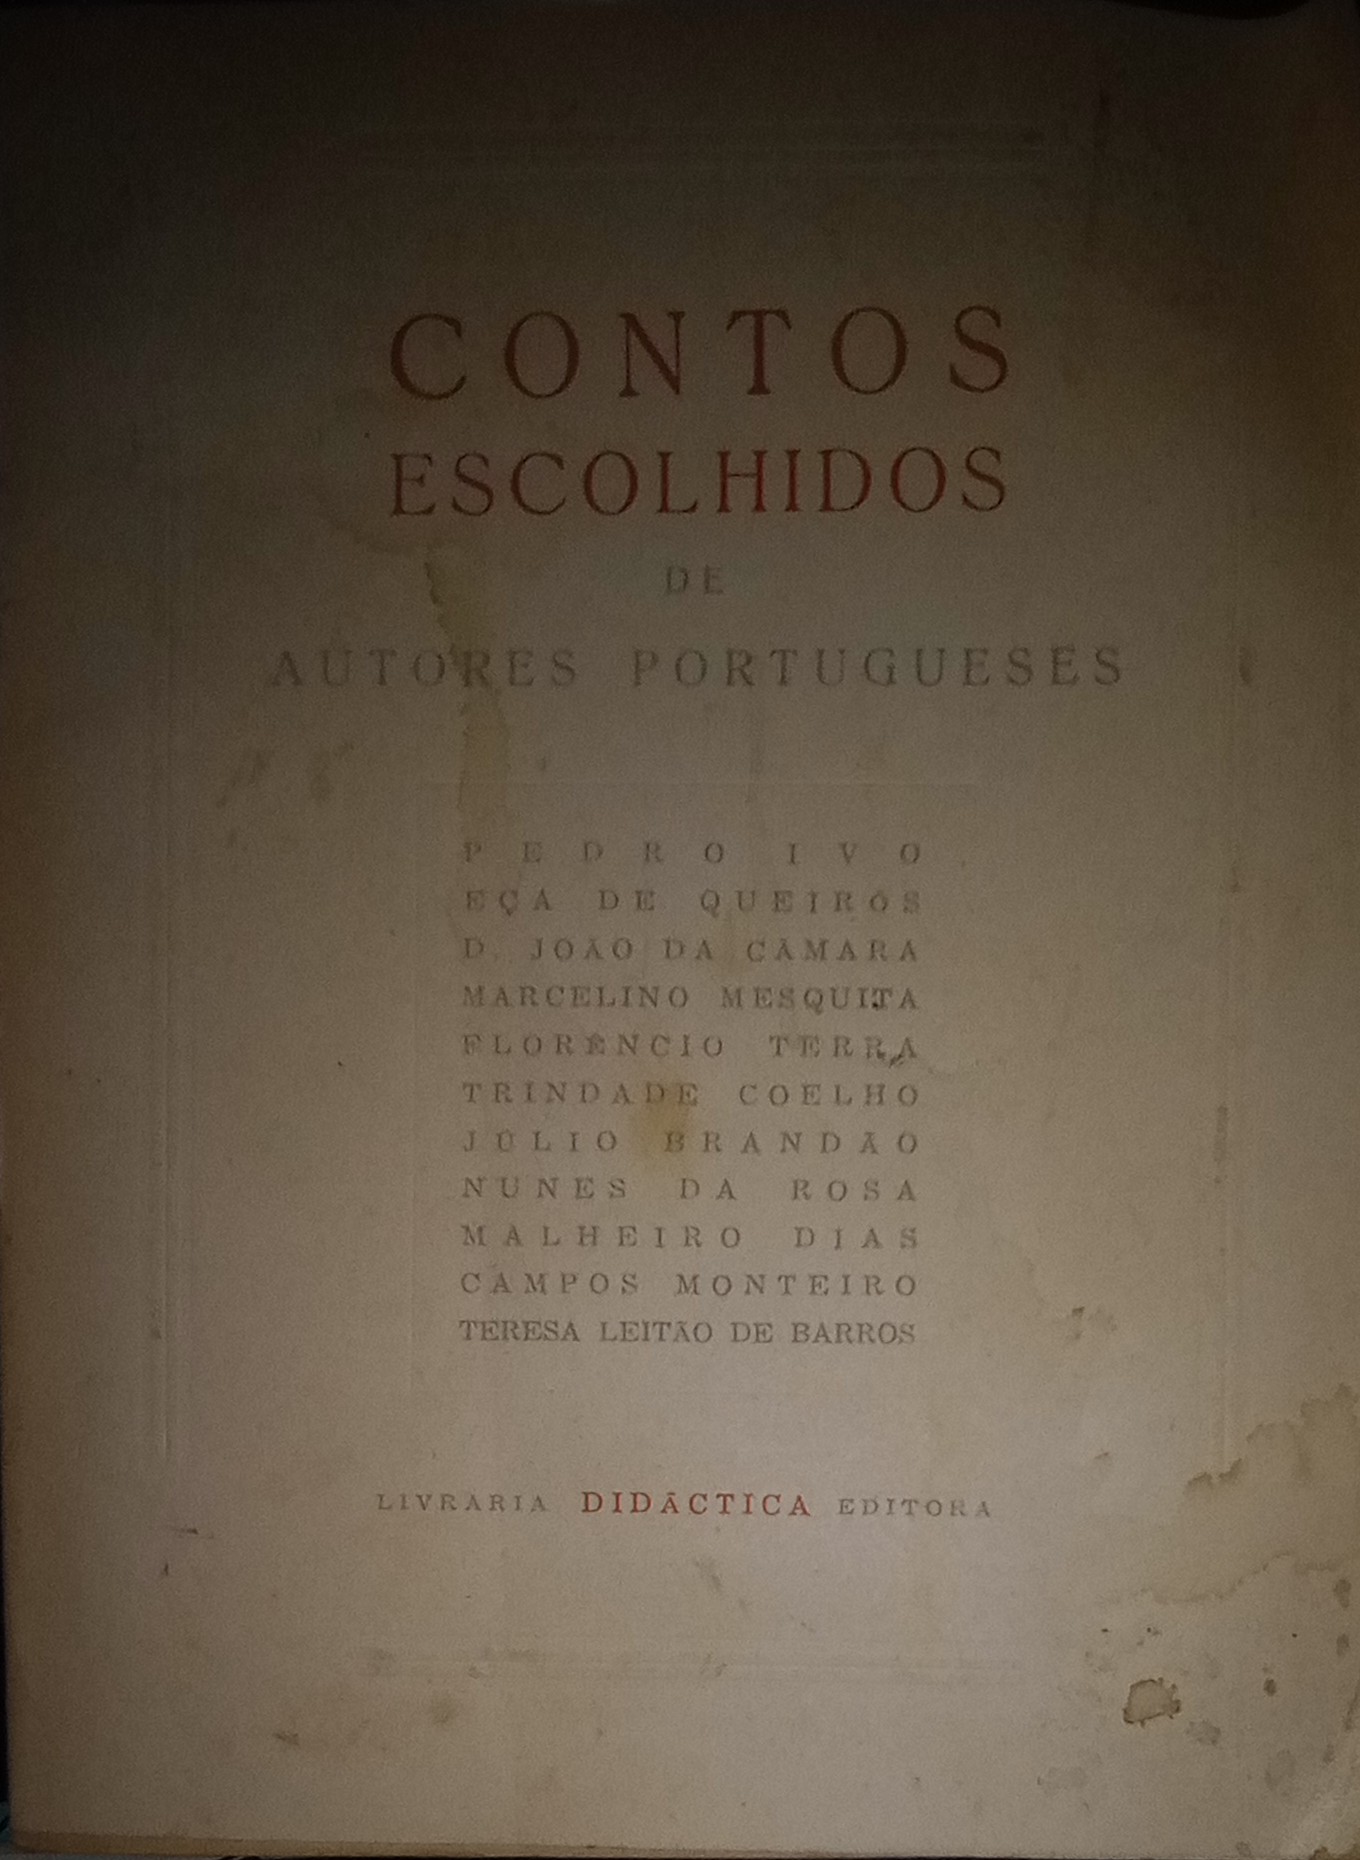 CONTOS
ESCOLHIDOS
DE
AUTORES PORTUGUESES
PEDRO IVO
EÇA DE QUEIRÓS
D. JOÃO DA CÂMARA
MARCELINO MESQUITA
FLORÊNCIO TERRA
TRINDADE COELHO
JÚLIO BRANDÃO
NUNES DA ROSA
MALHEIRO DIAS
CAMPOS MONTEIRO
TERESA LEITÃO DE BARROS
LIVRARIA DIDÁCTICA EDITORA